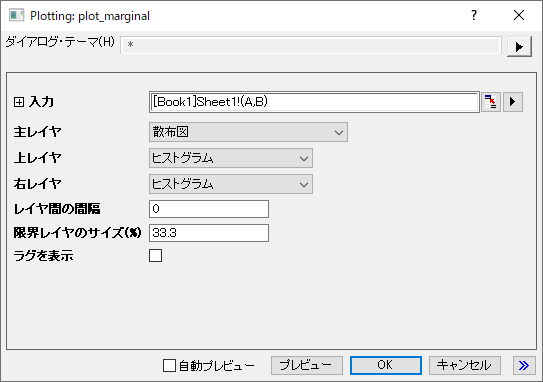 Plotting: plot_marginal
ダイアログ・テーマ(H) *
入力 [Book1]Sheet1!(A,B)
主レイヤ 散布図
上レイヤ ヒストグラム
右レイヤ ヒストグラム
レイヤ間の間隔 0
限界レイヤのサイズ(%) 33.3
ラグを表示
自動プレビュー プレビュー OK キャンセル